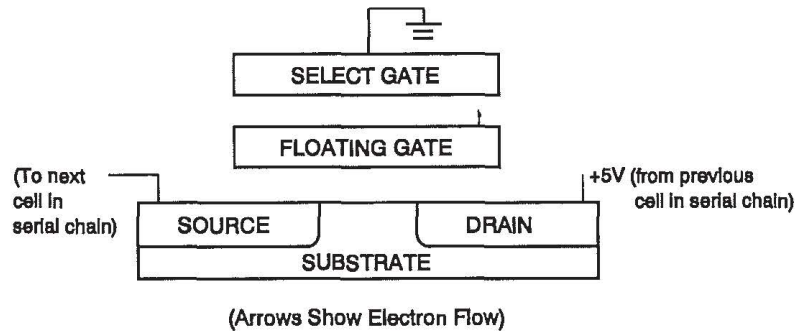 SELECT GATE
FLOATING GATE
(To next
cell in
serial chain)
+5V (from previous
cell in serial chain)
SOURCE
DRAIN
SUBSTRATE
(Arrows Show Electron Flow)